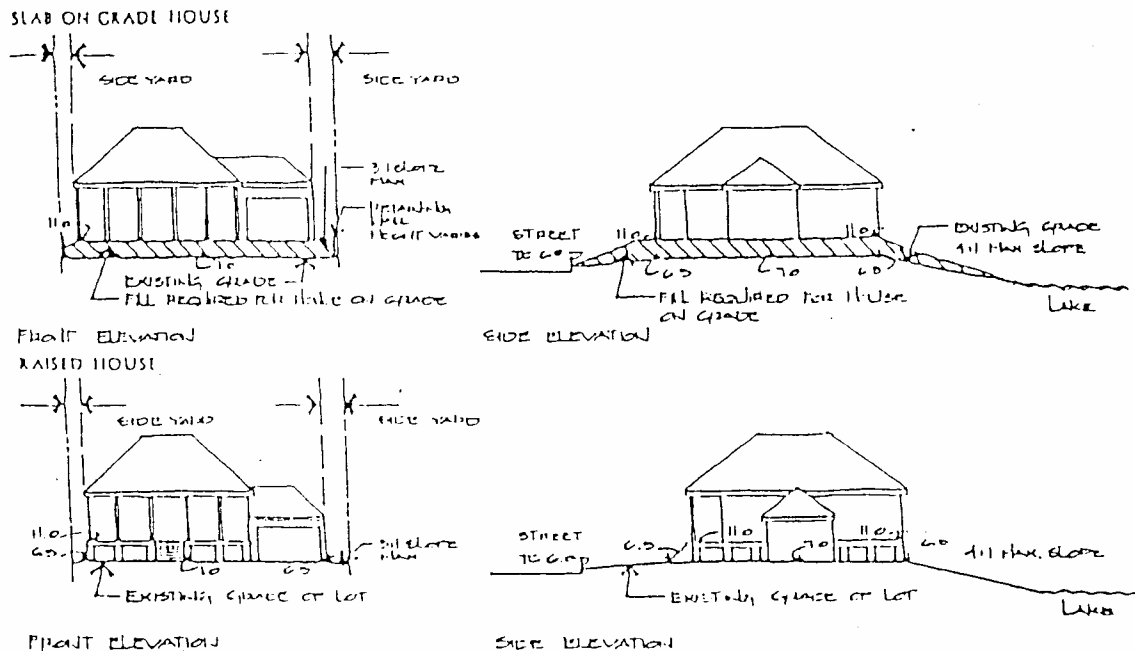 SLAB ON GRADE HOUSE
SIDE YARD
SIDE YARD
3:1 SLOPE
MAX
RETAINING
WALL
HEIGHT VARIES
11.0
7.0
EXISTING GRADE
FILL REQUIRED FOR HOUSE ON GRADE
FRONT ELEVATION
STREET
11.0
11.0
EXISTING GRADE
4:1 MAX SLOPE
6.5
7.0
6.0
FILL REQUIRED FOR HOUSE
ON GRADE
LAKE
SIDE ELEVATION
RAISED HOUSE
SIDE YARD
SIDE YARD
11.0
6.5
7.0
6.5
3:1 SLOPE
MAX
EXISTING GRADE OF LOT
FRONT ELEVATION
STREET
6.5
11.0
7.0
11.0
6.0
4:1 MAX. SLOPE
EXISTING GRADE OF LOT
LAKE
SIDE ELEVATION